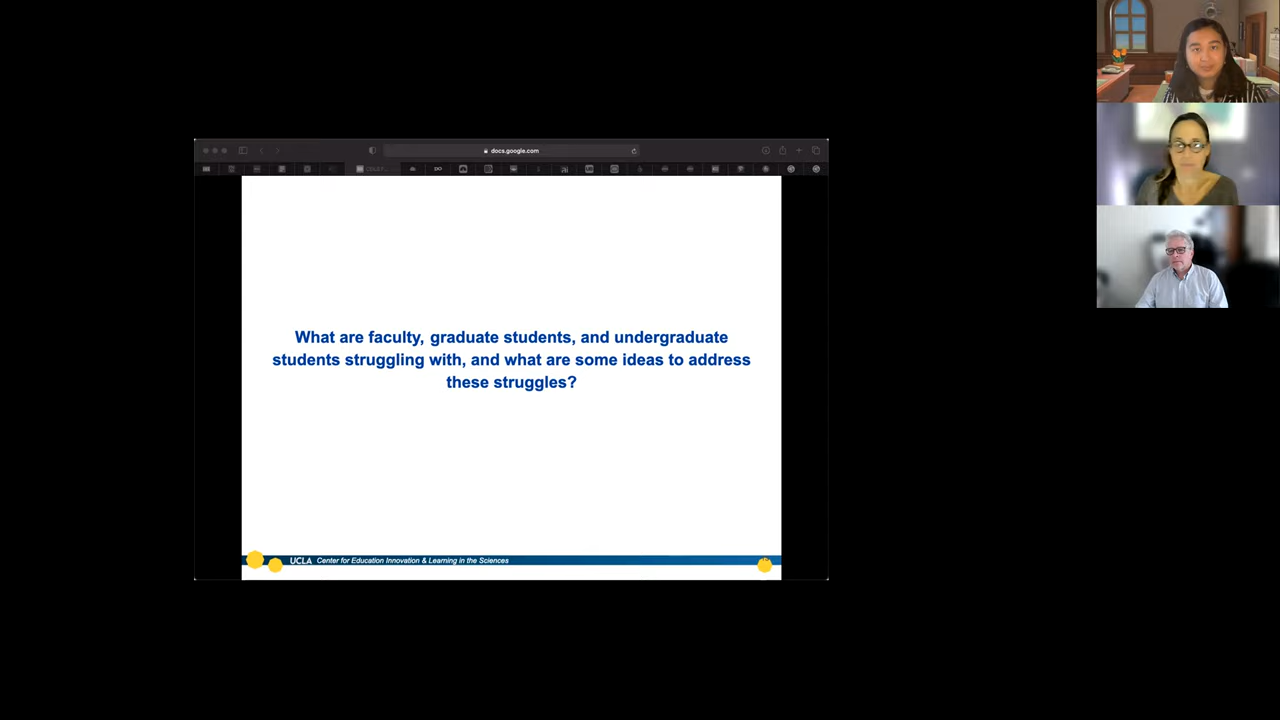 docs.google.com
What are faculty, graduate students, and undergraduate
students struggling with, and what are some ideas to address
these struggles?
UCLA Center for Education Innovation & Learning in the Sciences